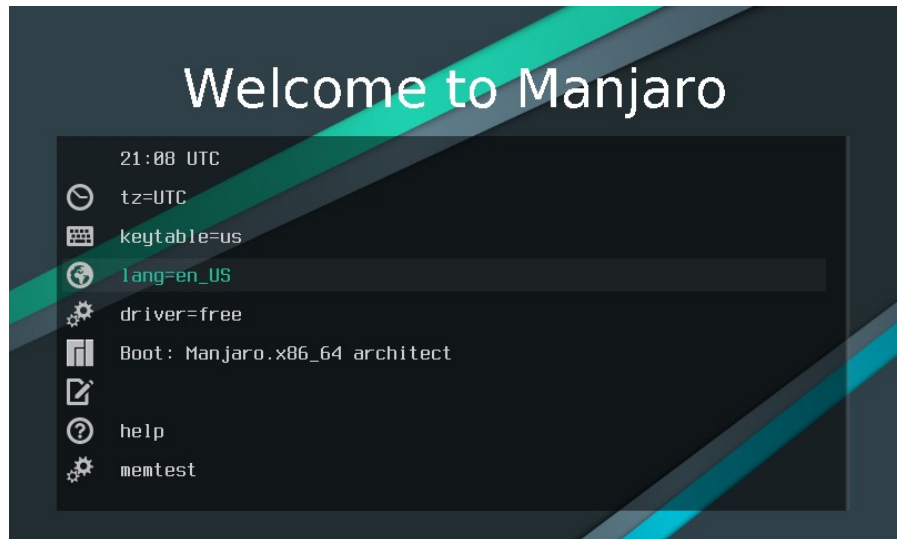 Welcome to Manjaro
21:08 UTC
tz=UTC
keytable=us
lang=en_US
driver=free
Boot: Manjaro.x86_64 architect
help
memtest